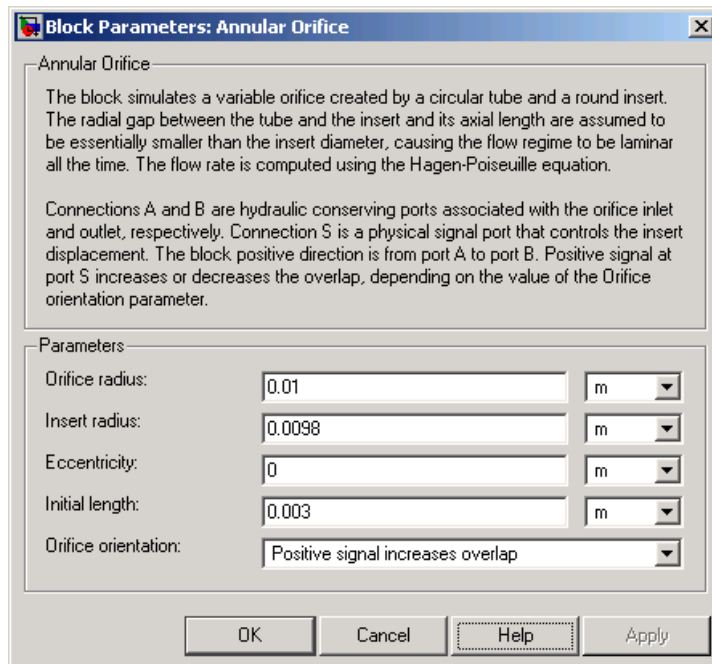 Block Parameters: Annular Orifice
Annular Orifice
The block simulates a variable orifice created by a circular tube and a round insert.
The radial gap between the tube and the insert and its axial length are assumed to
be essentially smaller than the insert diameter, causing the flow regime to be laminar
all the time. The flow rate is computed using the Hagen-Poiseuille equation.
Connections A and B are hydraulic conserving ports associated with the orifice inlet
and outlet, respectively. Connection S is a physical signal port that controls the insert
displacement. The block positive direction is from port A to port B. Positive signal at
port S increases or decreases the overlap, depending on the value of the Orifice
orientation parameter.
Parameters
Orifice radius: 0.01 m
Insert radius: 0.0098 m
Eccentricity: 0 m
Initial length: 0.003 m
Orifice orientation: Positive signal increases overlap
OK Cancel Help Apply